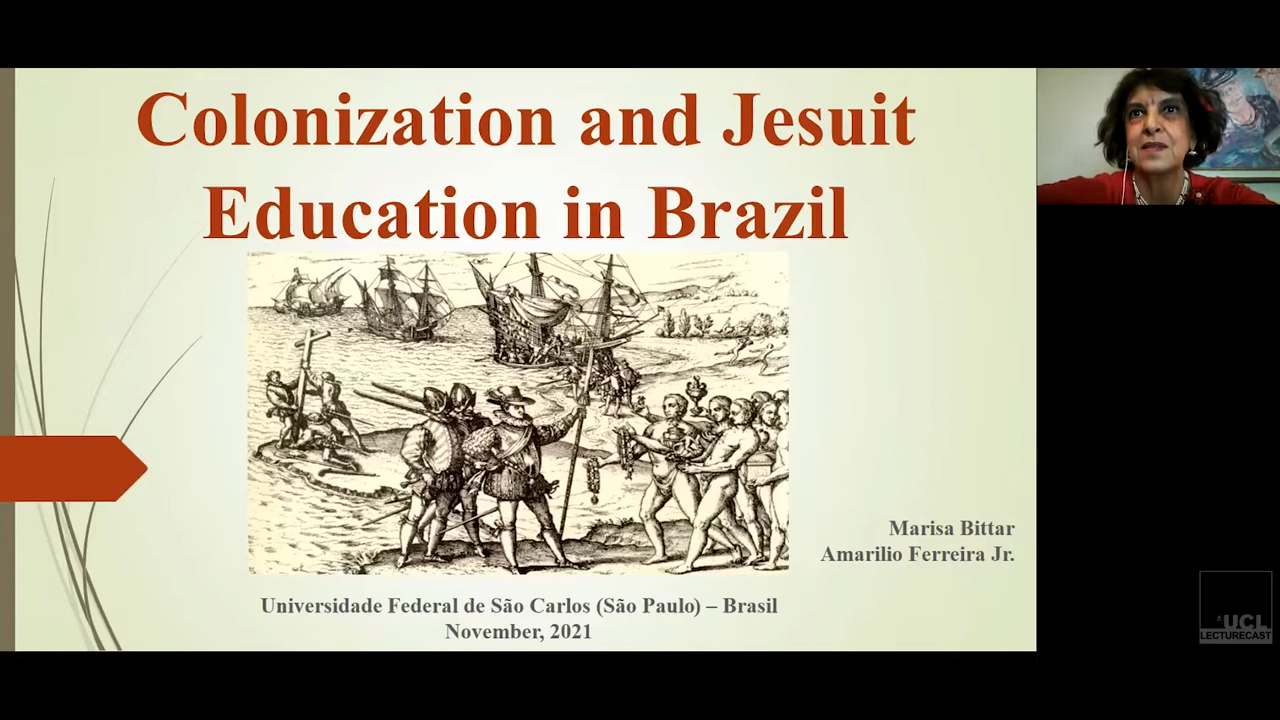 Colonization and Jesuit
Education in Brazil
Marisa Bittar
Amarilio Ferreira Jr.
Universidade Federal de São Carlos (São Paulo) – Brasil
November, 2021
UCL
LECTURECAST